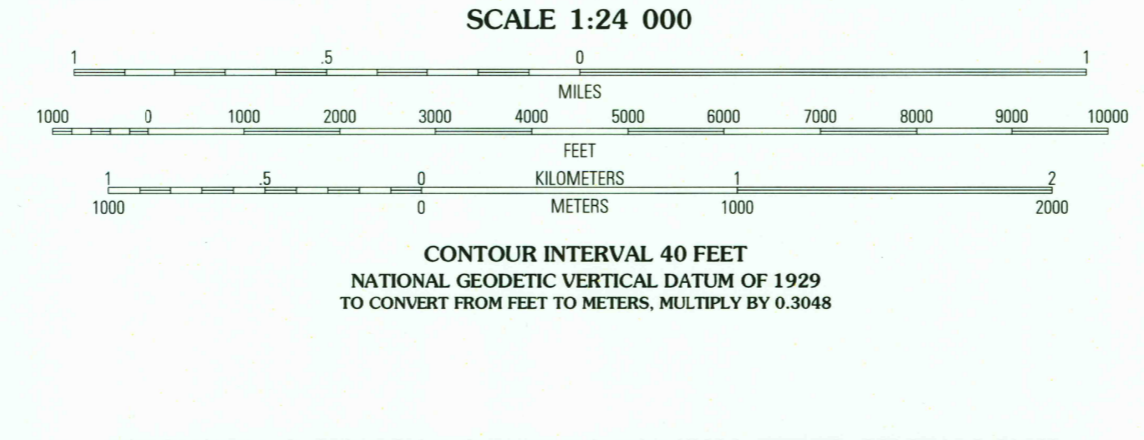 SCALE 1:24 000
1 .5 0 1
MILES
1000 0 1000 2000 3000 4000 5000 6000 7000 8000 9000 10000
FEET
1 .5 0 KILOMETERS 1 2
1000 0 METERS 1000 2000
CONTOUR INTERVAL 40 FEET
NATIONAL GEODETIC VERTICAL DATUM OF 1929
TO CONVERT FROM FEET TO METERS, MULTIPLY BY 0.3048